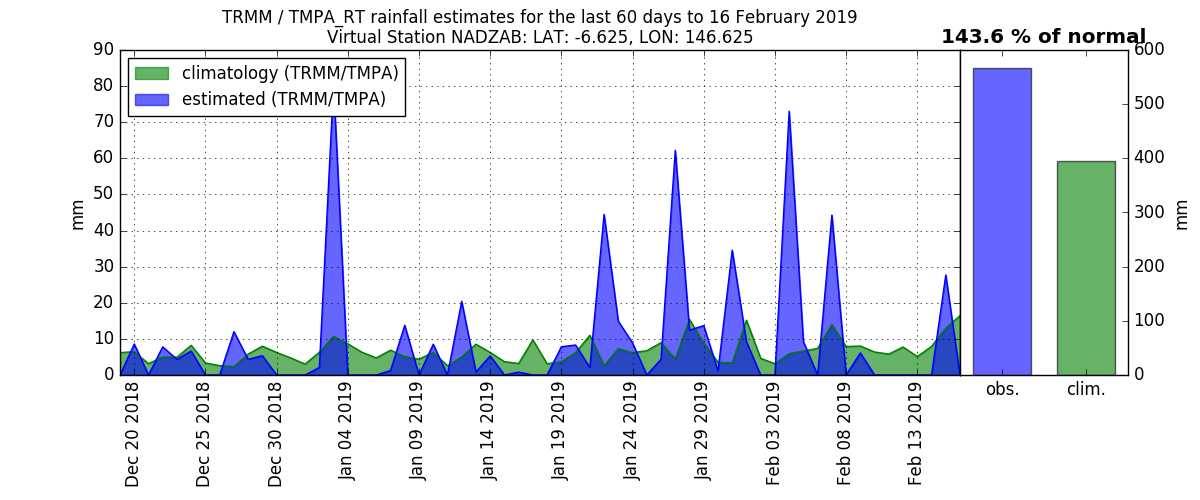 TRMM / TMPA_RT rainfall estimates for the last 60 days to 16 February 2019
Virtual Station NADZAB: LAT: -6.625, LON: 146.625
143.6 % of normal
climatology (TRMM/TMPA)
estimated (TRMM/TMPA)
mm
90
80
70
60
50
40
30
20
10
0
Dec 20 2018
Dec 25 2018
Dec 30 2018
Jan 04 2019
Jan 09 2019
Jan 14 2019
Jan 19 2019
Jan 24 2019
Jan 29 2019
Feb 03 2019
Feb 08 2019
Feb 13 2019
obs.
clim.
600
500
400
300
200
100
0
mm